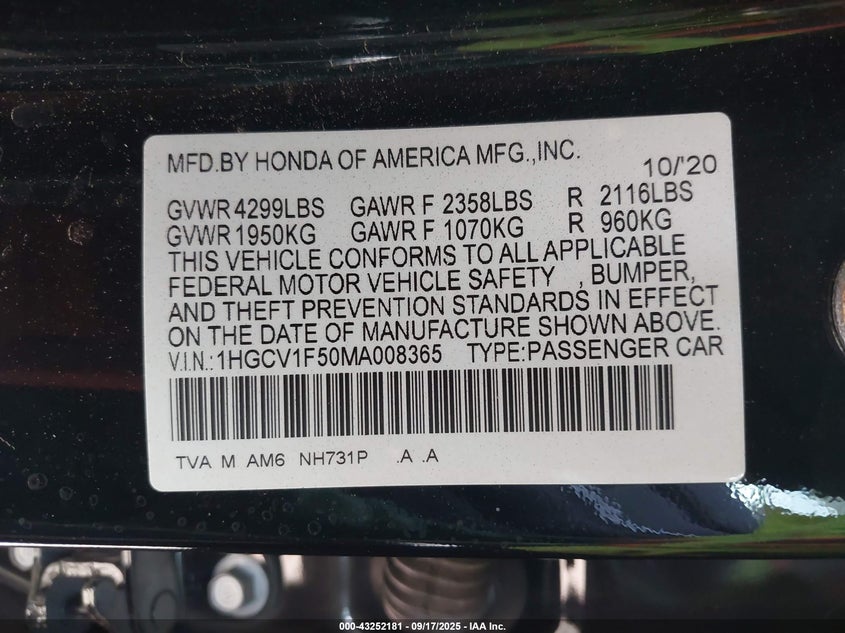 MFD.BY HONDA OF AMERICA MFG.,INC. 10/'20
GVWR 4299LBS GAWR F 2358LBS R 2116LBS
GVWR 1950KG GAWR F 1070KG R 960KG
THIS VEHICLE CONFORMS TO ALL APPLICABLE
FEDERAL MOTOR VEHICLE SAFETY , BUMPER,
AND THEFT PREVENTION STANDARDS IN EFFECT
ON THE DATE OF MANUFACTURE SHOWN ABOVE.
V.I.N.:1HGCV1F50MA008365 TYPE:PASSENGER CAR
TVA M AM6 NH731P .A .A
000-43252181 - 09/17/2025 - IAA Inc.